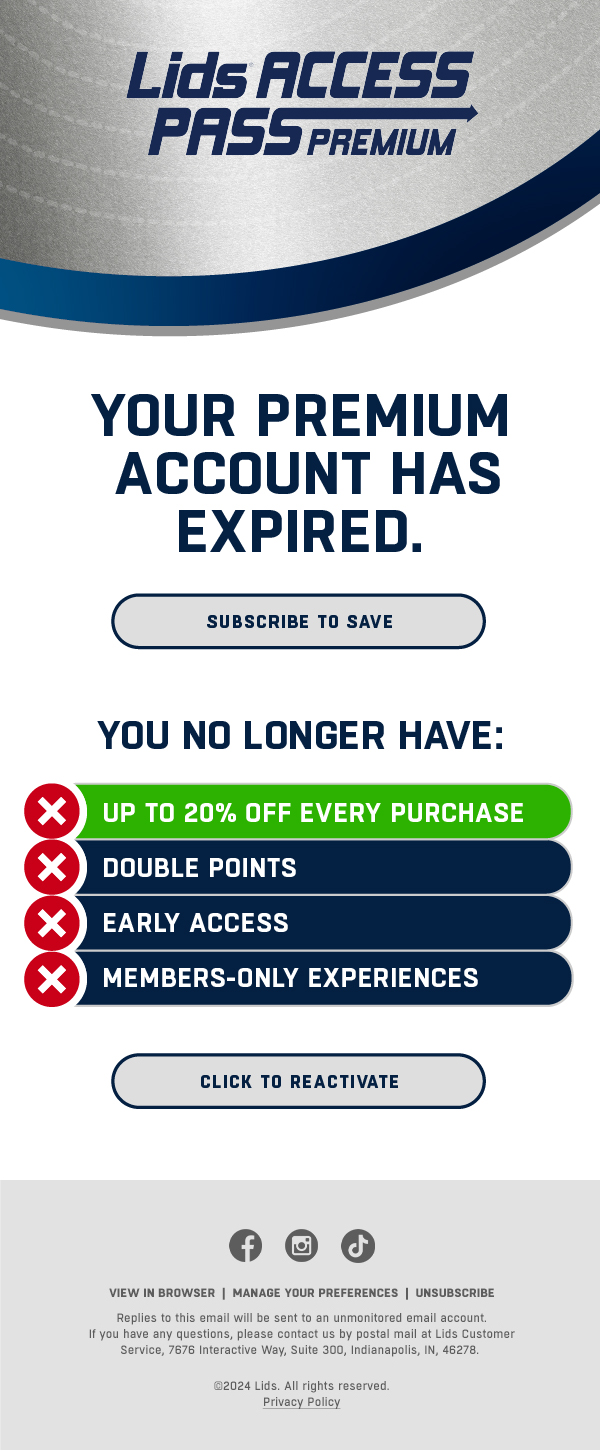 Lids ACCESS
PASS PREMIUM
YOUR PREMIUM
ACCOUNT HAS
EXPIRED.
SUBSCRIBE TO SAVE
YOU NO LONGER HAVE:
UP TO 20% OFF EVERY PURCHASE
DOUBLE POINTS
EARLY ACCESS
MEMBERS-ONLY EXPERIENCES
CLICK TO REACTIVATE
VIEW IN BROWSER | MANAGE YOUR PREFERENCES | UNSUBSCRIBE
Replies to this email will be sent to an unmonitored email account.
If you have any questions, please contact us by postal mail at Lids Customer
Service, 7676 Interactive Way, Suite 300, Indianapolis, IN, 46278.
©2024 Lids. All rights reserved.
Privacy Policy